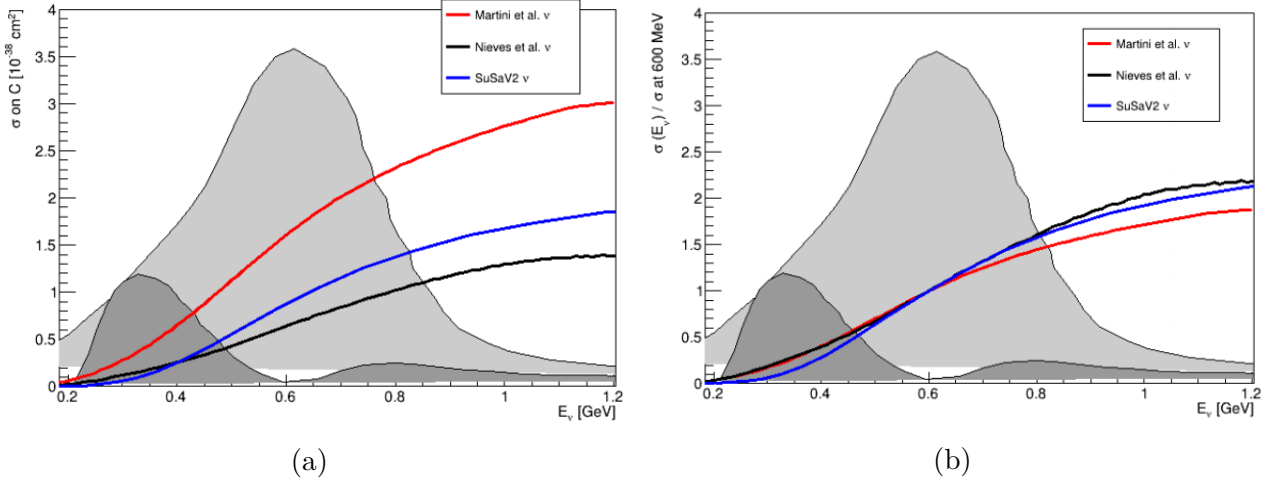 σ on C [10⁻³⁸ cm²]
4
3.5
3
2.5
2
1.5
1
0.5
0
0.2
0.4
0.6
0.8
1
1.2
E_ν [GeV]
Martini et al. ν
Nieves et al. ν
SuSaV2 ν
(a)
σ (E_ν) / σ at 600 MeV
4
3.5
3
2.5
2
1.5
1
0.5
0
0.2
0.4
0.6
0.8
1
1.2
E_ν [GeV]
Martini et al. ν
Nieves et al. ν
SuSaV2 ν
(b)